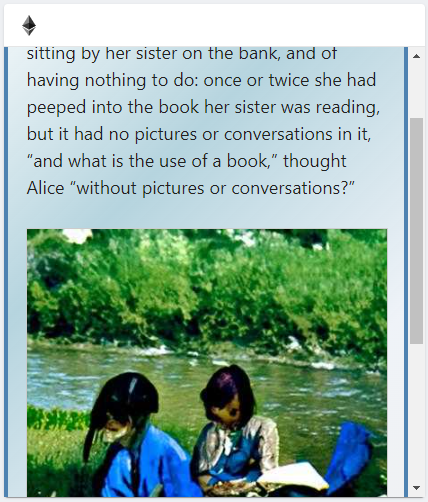 sitting by her sister on the bank, and of
having nothing to do: once or twice she had
peeped into the book her sister was reading,
but it had no pictures or conversations in it,
“and what is the use of a book,” thought
Alice “without pictures or conversations?”